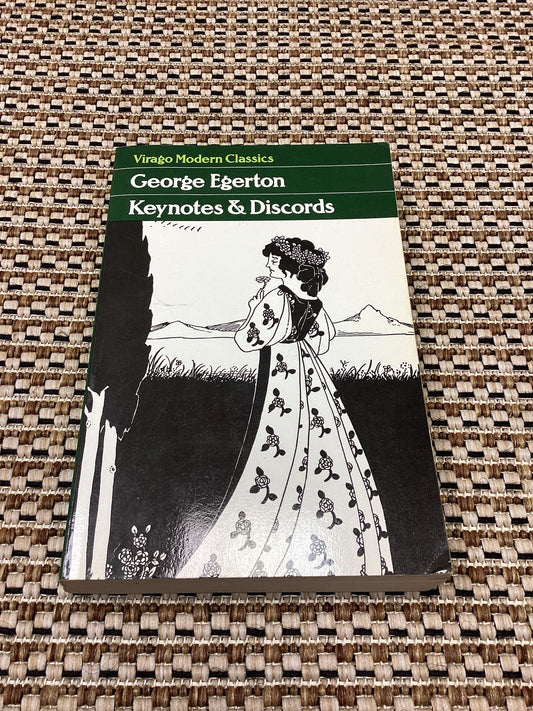 Virago Modern Classics
George Egerton
Keynotes & Discords